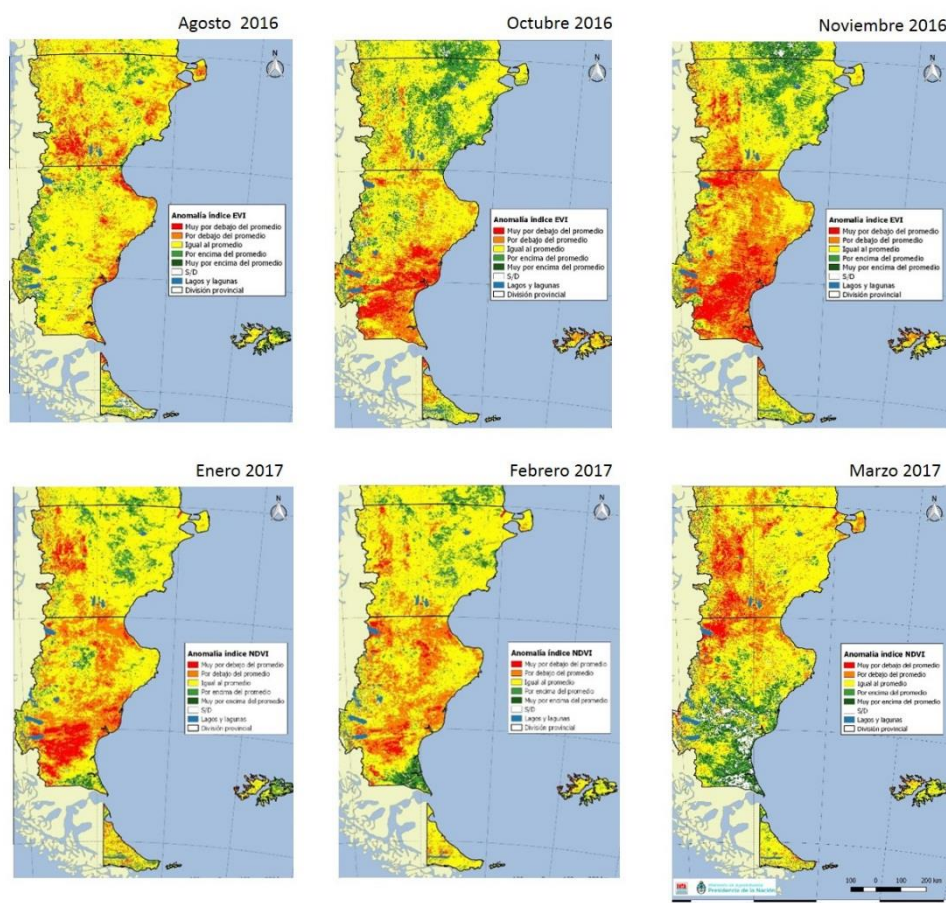 Agosto 2016
Octubre 2016
Noviembre 2016
N
Anomalía índice EVI
Muy por debajo del promedio
Por debajo del promedio
Igual al promedio
Por encima del promedio
Muy por encima del promedio
S/D
Lagos y lagunas
División provincial
N
Anomalía índice EVI
Muy por debajo del promedio
Por debajo del promedio
Igual al promedio
Por encima del promedio
Muy por encima del promedio
S/D
Lagos y lagunas
División provincial
N
Anomalía índice EVI
Muy por debajo del promedio
Por debajo del promedio
Igual al promedio
Por encima del promedio
Muy por encima del promedio
S/D
Lagos y lagunas
División provincial
Enero 2017
Febrero 2017
Marzo 2017
N
Anomalía índice NDVI
Muy por debajo del promedio
Por debajo del promedio
Igual al promedio
Por encima del promedio
Muy por encima del promedio
S/D
Lagos y lagunas
División provincial
N
Anomalía índice NDVI
Muy por debajo del promedio
Por debajo del promedio
Igual al promedio
Por encima del promedio
Muy por encima del promedio
S/D
Lagos y lagunas
División provincial
N
Anomalía índice NDVI
Muy por debajo del promedio
Por debajo del promedio
Igual al promedio
Por encima del promedio
Muy por encima del promedio
S/D
Lagos y lagunas
División provincial
Presidencia de la Nación
100 0 100 200 km